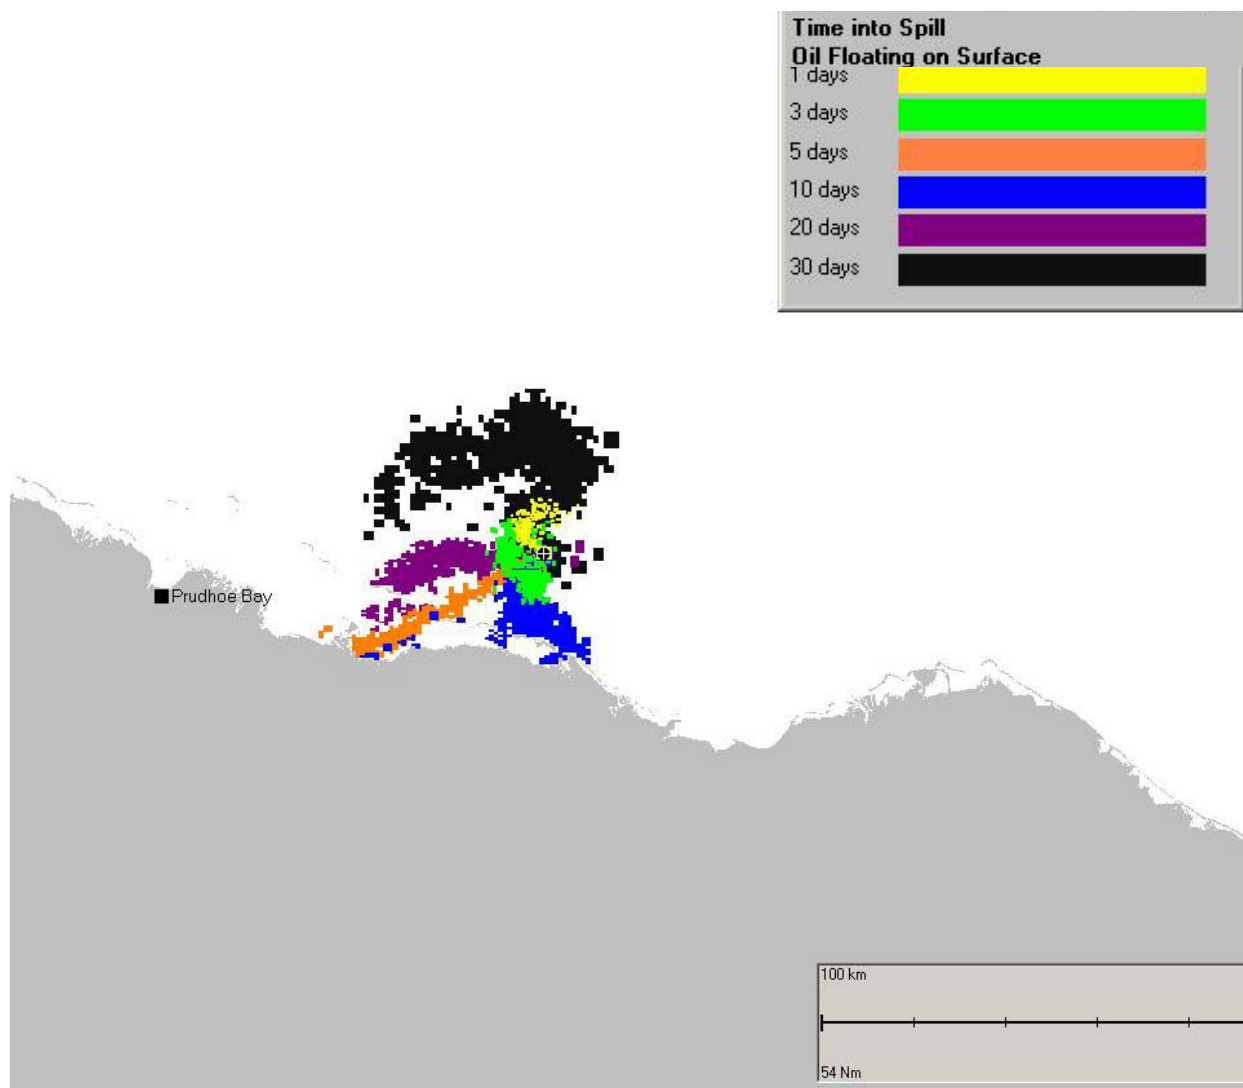 Time into Spill
Oil Floating on Surface
1 days
3 days
5 days
10 days
20 days
30 days
Prudhoe Bay
100 km
54 Nm